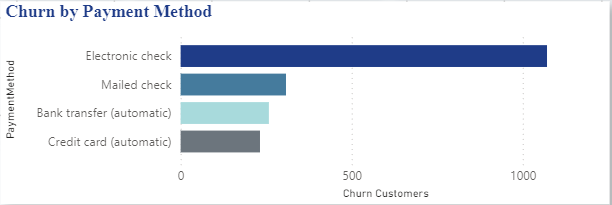 Churn by Payment Method
PaymentMethod
Electronic check
Mailed check
Bank transfer (automatic)
Credit card (automatic)
0 500 1000
Churn Customers